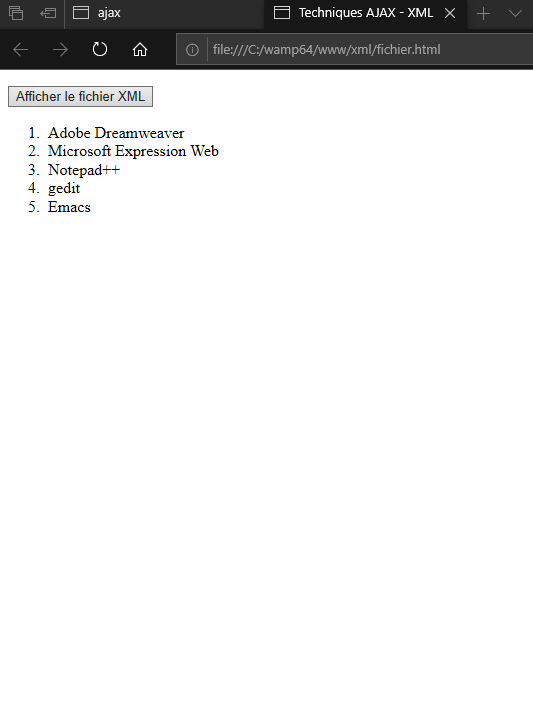 ajax
Techniques AJAX - XML
file:///C:/wamp64/www/xml/fichier.html
Afficher le fichier XML
1. Adobe Dreamweaver
2. Microsoft Expression Web
3. Notepad++
4. gedit
5. Emacs